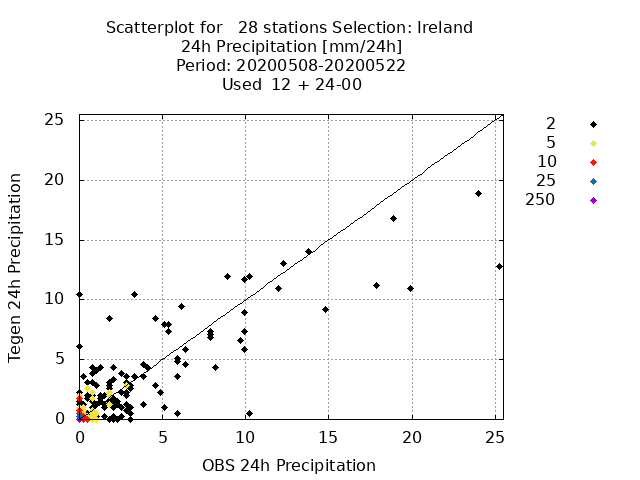 Scatterplot for   28 stations Selection: Ireland
24h Precipitation [mm/24h]
Period: 20200508-20200522
Used  12 + 24-00
25
20
15
10
5
0
0 5 10 15 20 25
Tegen 24h Precipitation
OBS 24h Precipitation
2
5
10
25
250